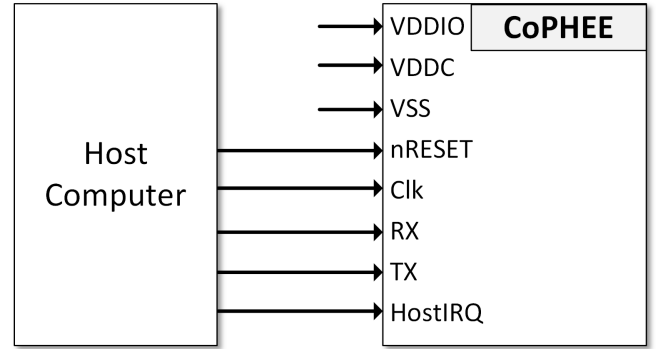 Host
Computer
CoPHEE
VDDIO
VDDC
VSS
nRESET
Clk
RX
TX
HostIRQ